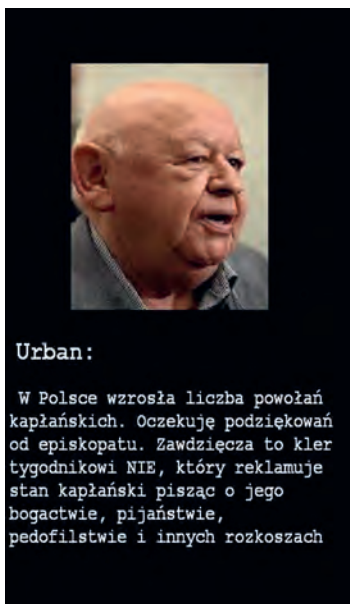 Urban:
W Polsce wzrosła liczba powołań
kapłańskich. Oczekuję podziękowań
od episkopatu. Zawdzięcza to kler
tygodnikowi NIE, który reklamuje
stan kapłański pisząc o jego
bogactwie, pijaństwie,
pedofilstwie i innych rozkoszach